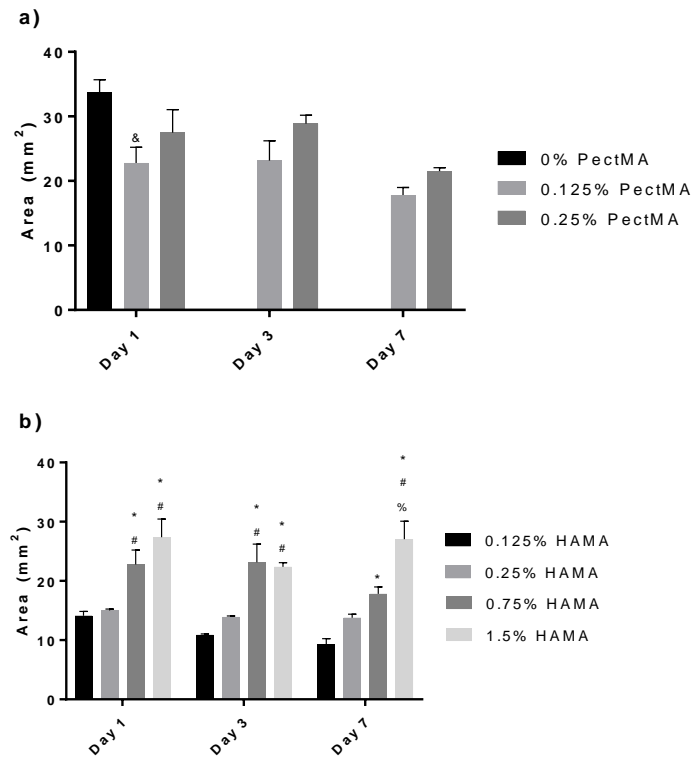 a)
40
30
20
10
0
Area (mm²)
&
Day 1
Day 3
Day 7
0% PectMA
0.125% PectMA
0.25% PectMA
b)
40
30
20
10
0
Area (mm²)
*
#
*
#
*
#
*
#
*
*
#
%
Day 1
Day 3
Day 7
0.125% HAMA
0.25% HAMA
0.75% HAMA
1.5% HAMA